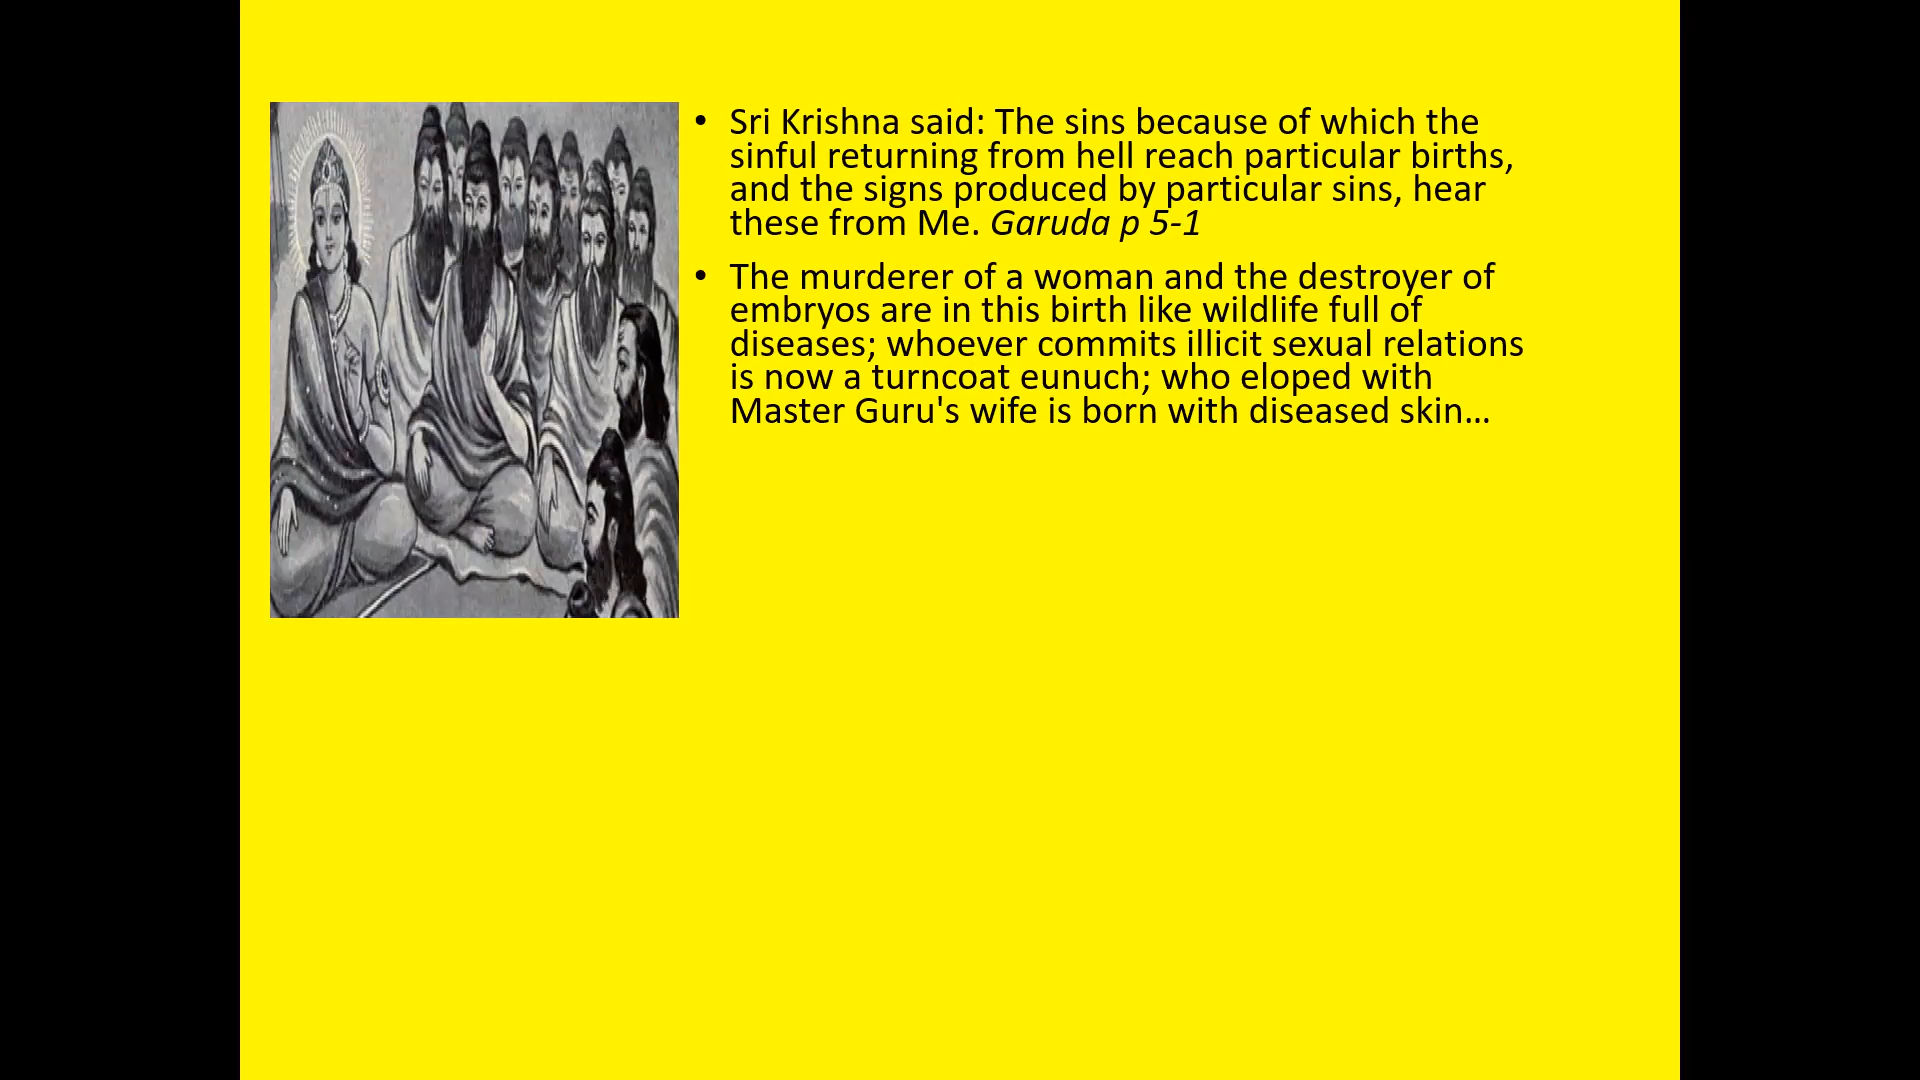 • Sri Krishna said: The sins because of which the
sinful returning from hell reach particular births,
and the signs produced by particular sins, hear
these from Me. Garuda p 5-1
• The murderer of a woman and the destroyer of
embryos are in this birth like wildlife full of
diseases; whoever commits illicit sexual relations
is now a turncoat eunuch; who eloped with
Master Guru's wife is born with diseased skin…